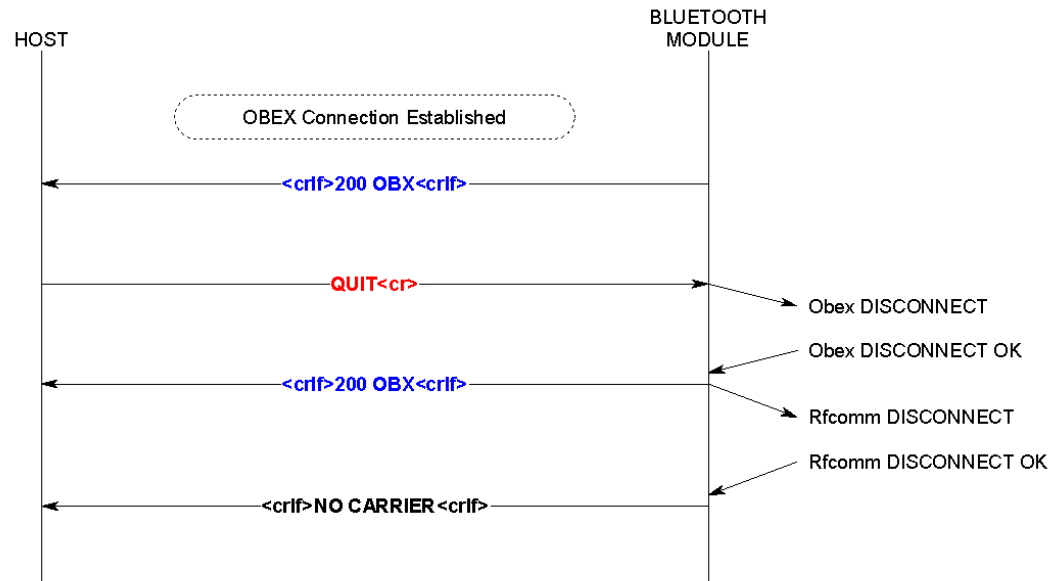 HOST
BLUETOOTH
MODULE
OBEX Connection Established
<crlf>200 OBX<crlf>
QUIT<cr>
Obex DISCONNECT
Obex DISCONNECT OK
<crlf>200 OBX<crlf>
Rfcomm DISCONNECT
Rfcomm DISCONNECT OK
<crlf>NO CARRIER<crlf>